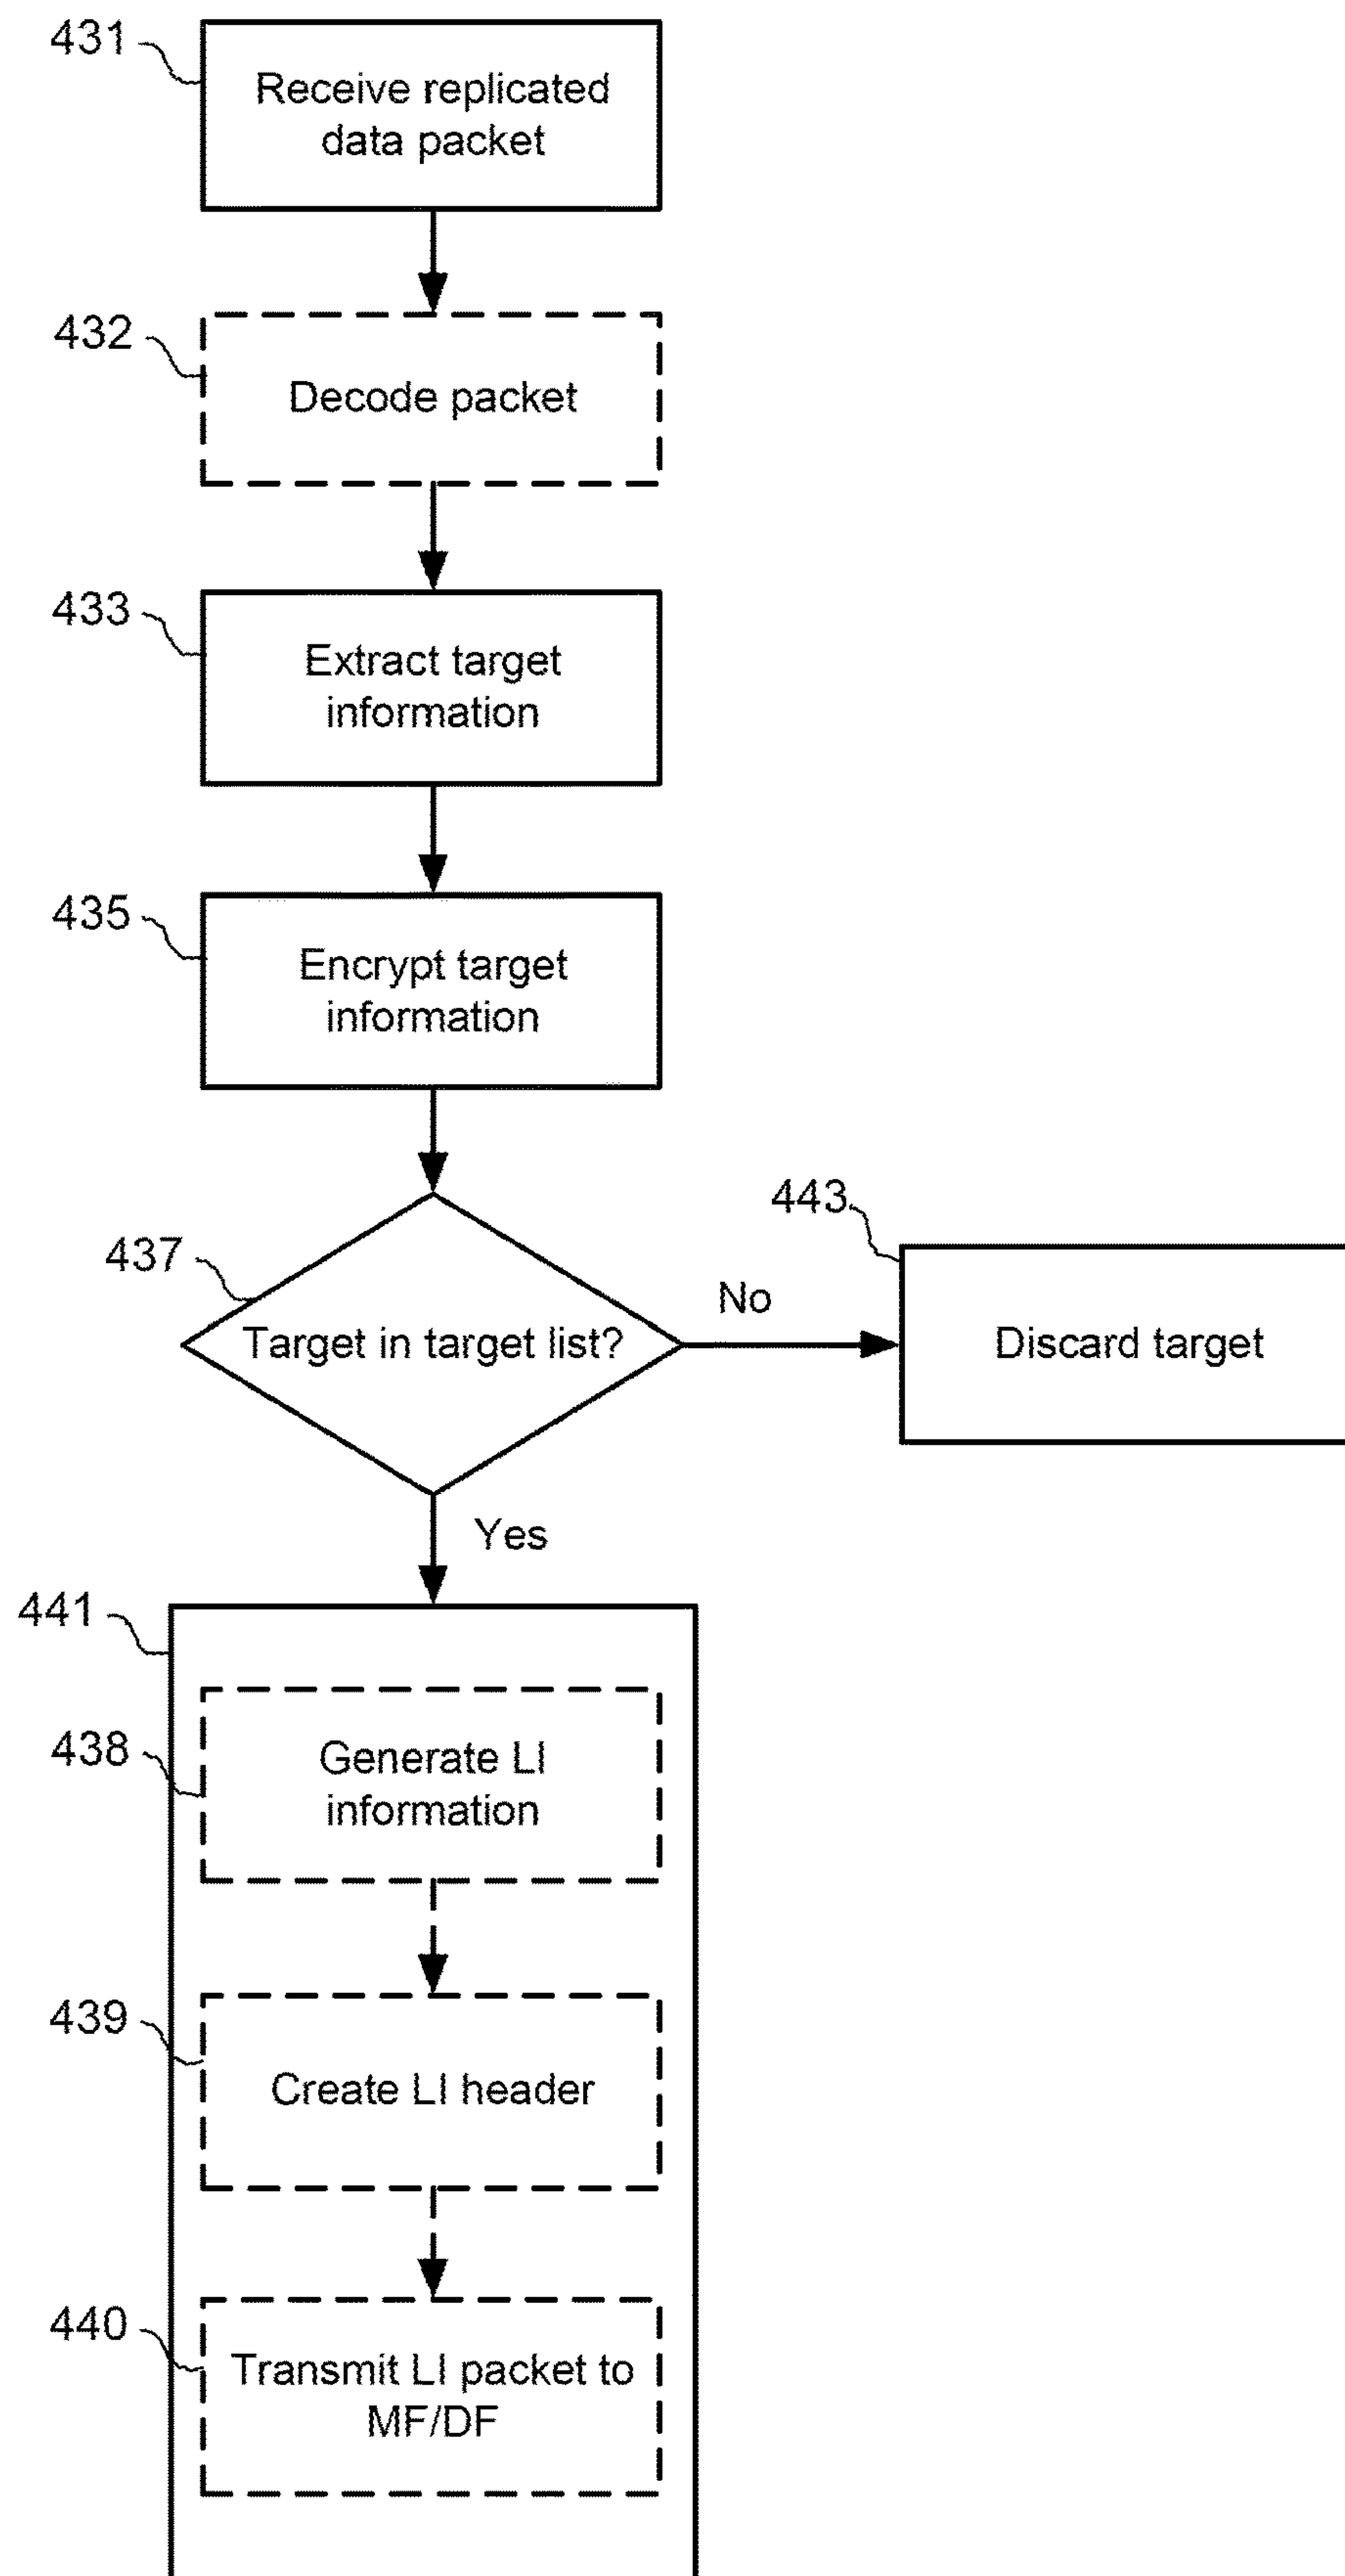 431
Receive replicated
data packet
432
Decode packet
433
Extract target
information
435
Encrypt target
information
437
Target in target list?
No
443
Discard target
Yes
441
438
Generate LI
information
439
Create LI header
440
Transmit LI packet to
MF/DF